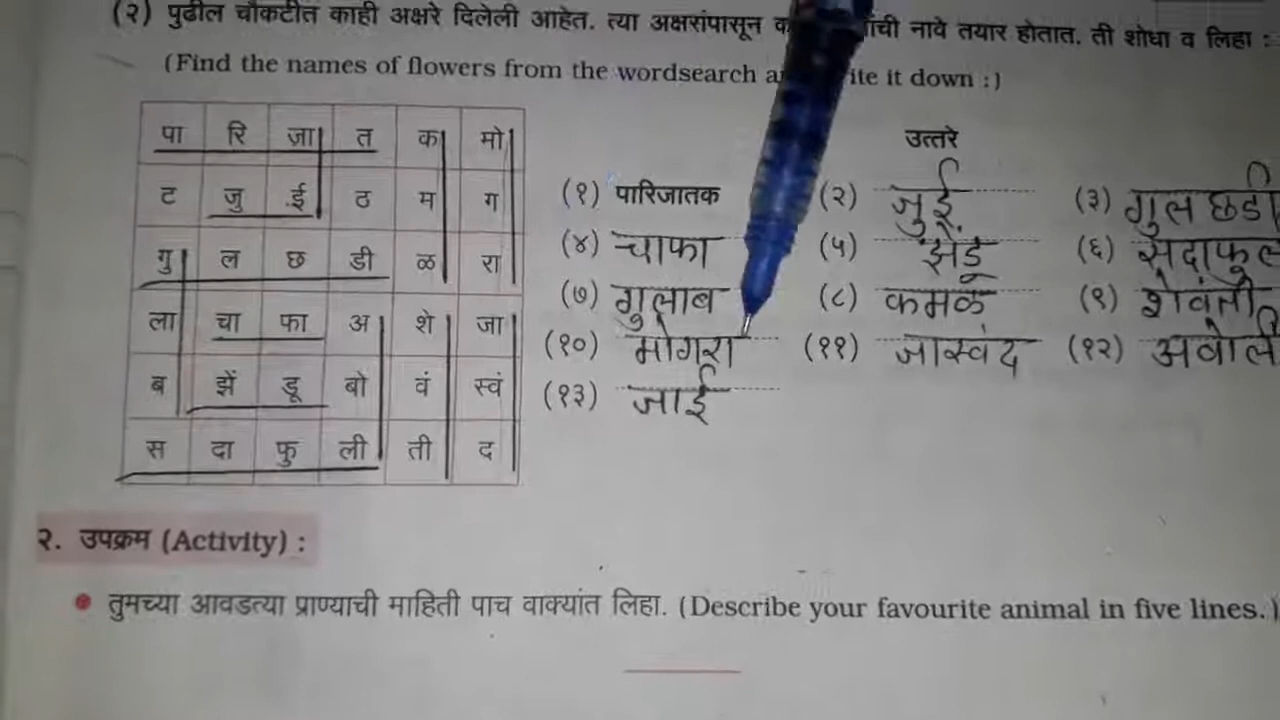 (२) पुढील चौकटीत काही अक्षरे दिलेली आहेत. त्या अक्षरांपासून नावे तयार होतात. ती शोधा व लिहा :
(Find the names of flowers from the wordsearch it down :)
पा रि जा त क मो
ट जु ई ठ म ग
गु ल छ डी ळ रा
ला चा फा अ शे जा
ब झें डू बो वं स्वं
स दा फु ली ती द
उत्तरे
(१) पारिजातक (२) जुई (३) गुलछडी
(४) चाफा (५) झेंडू (६) सदाफुल
(७) गुलाब (८) कमळ (९) शेवंती
(१०) मोगरा (११) जास्वंद (१२) अबोली
(१३) जाई
२. उपक्रम (Activity) :
• तुमच्या आवडत्या प्राण्याची माहिती पाच वाक्यांत लिहा. (Describe your favourite animal in five lines.)